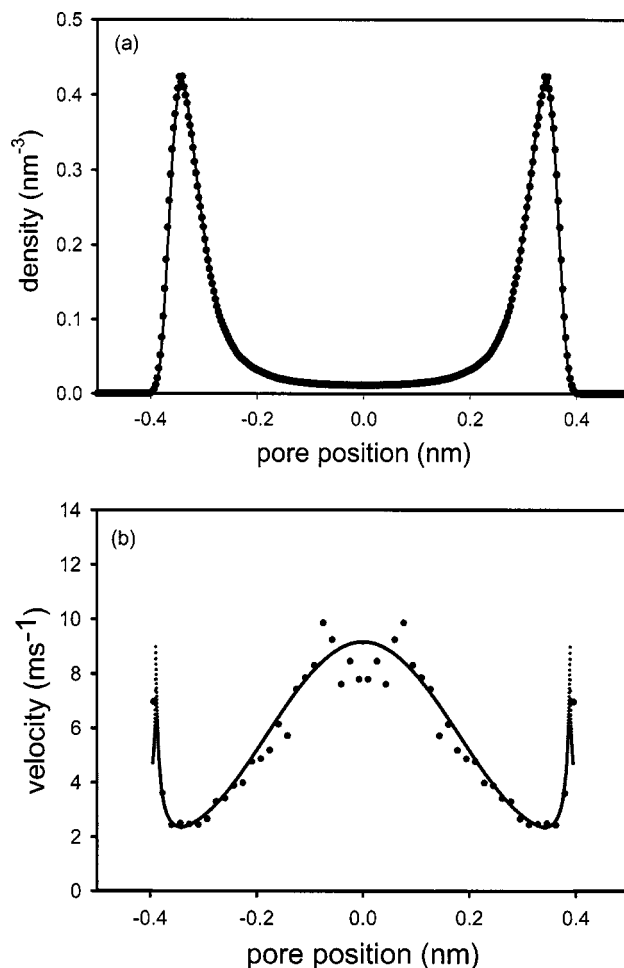 (a)
density (nm⁻³)
0.5
0.4
0.3
0.2
0.1
0.0
-0.4 -0.2 0.0 0.2 0.4
pore position (nm)
(b)
velocity (ms⁻¹)
14
12
10
8
6
4
2
0
-0.4 -0.2 0.0 0.2 0.4
pore position (nm)